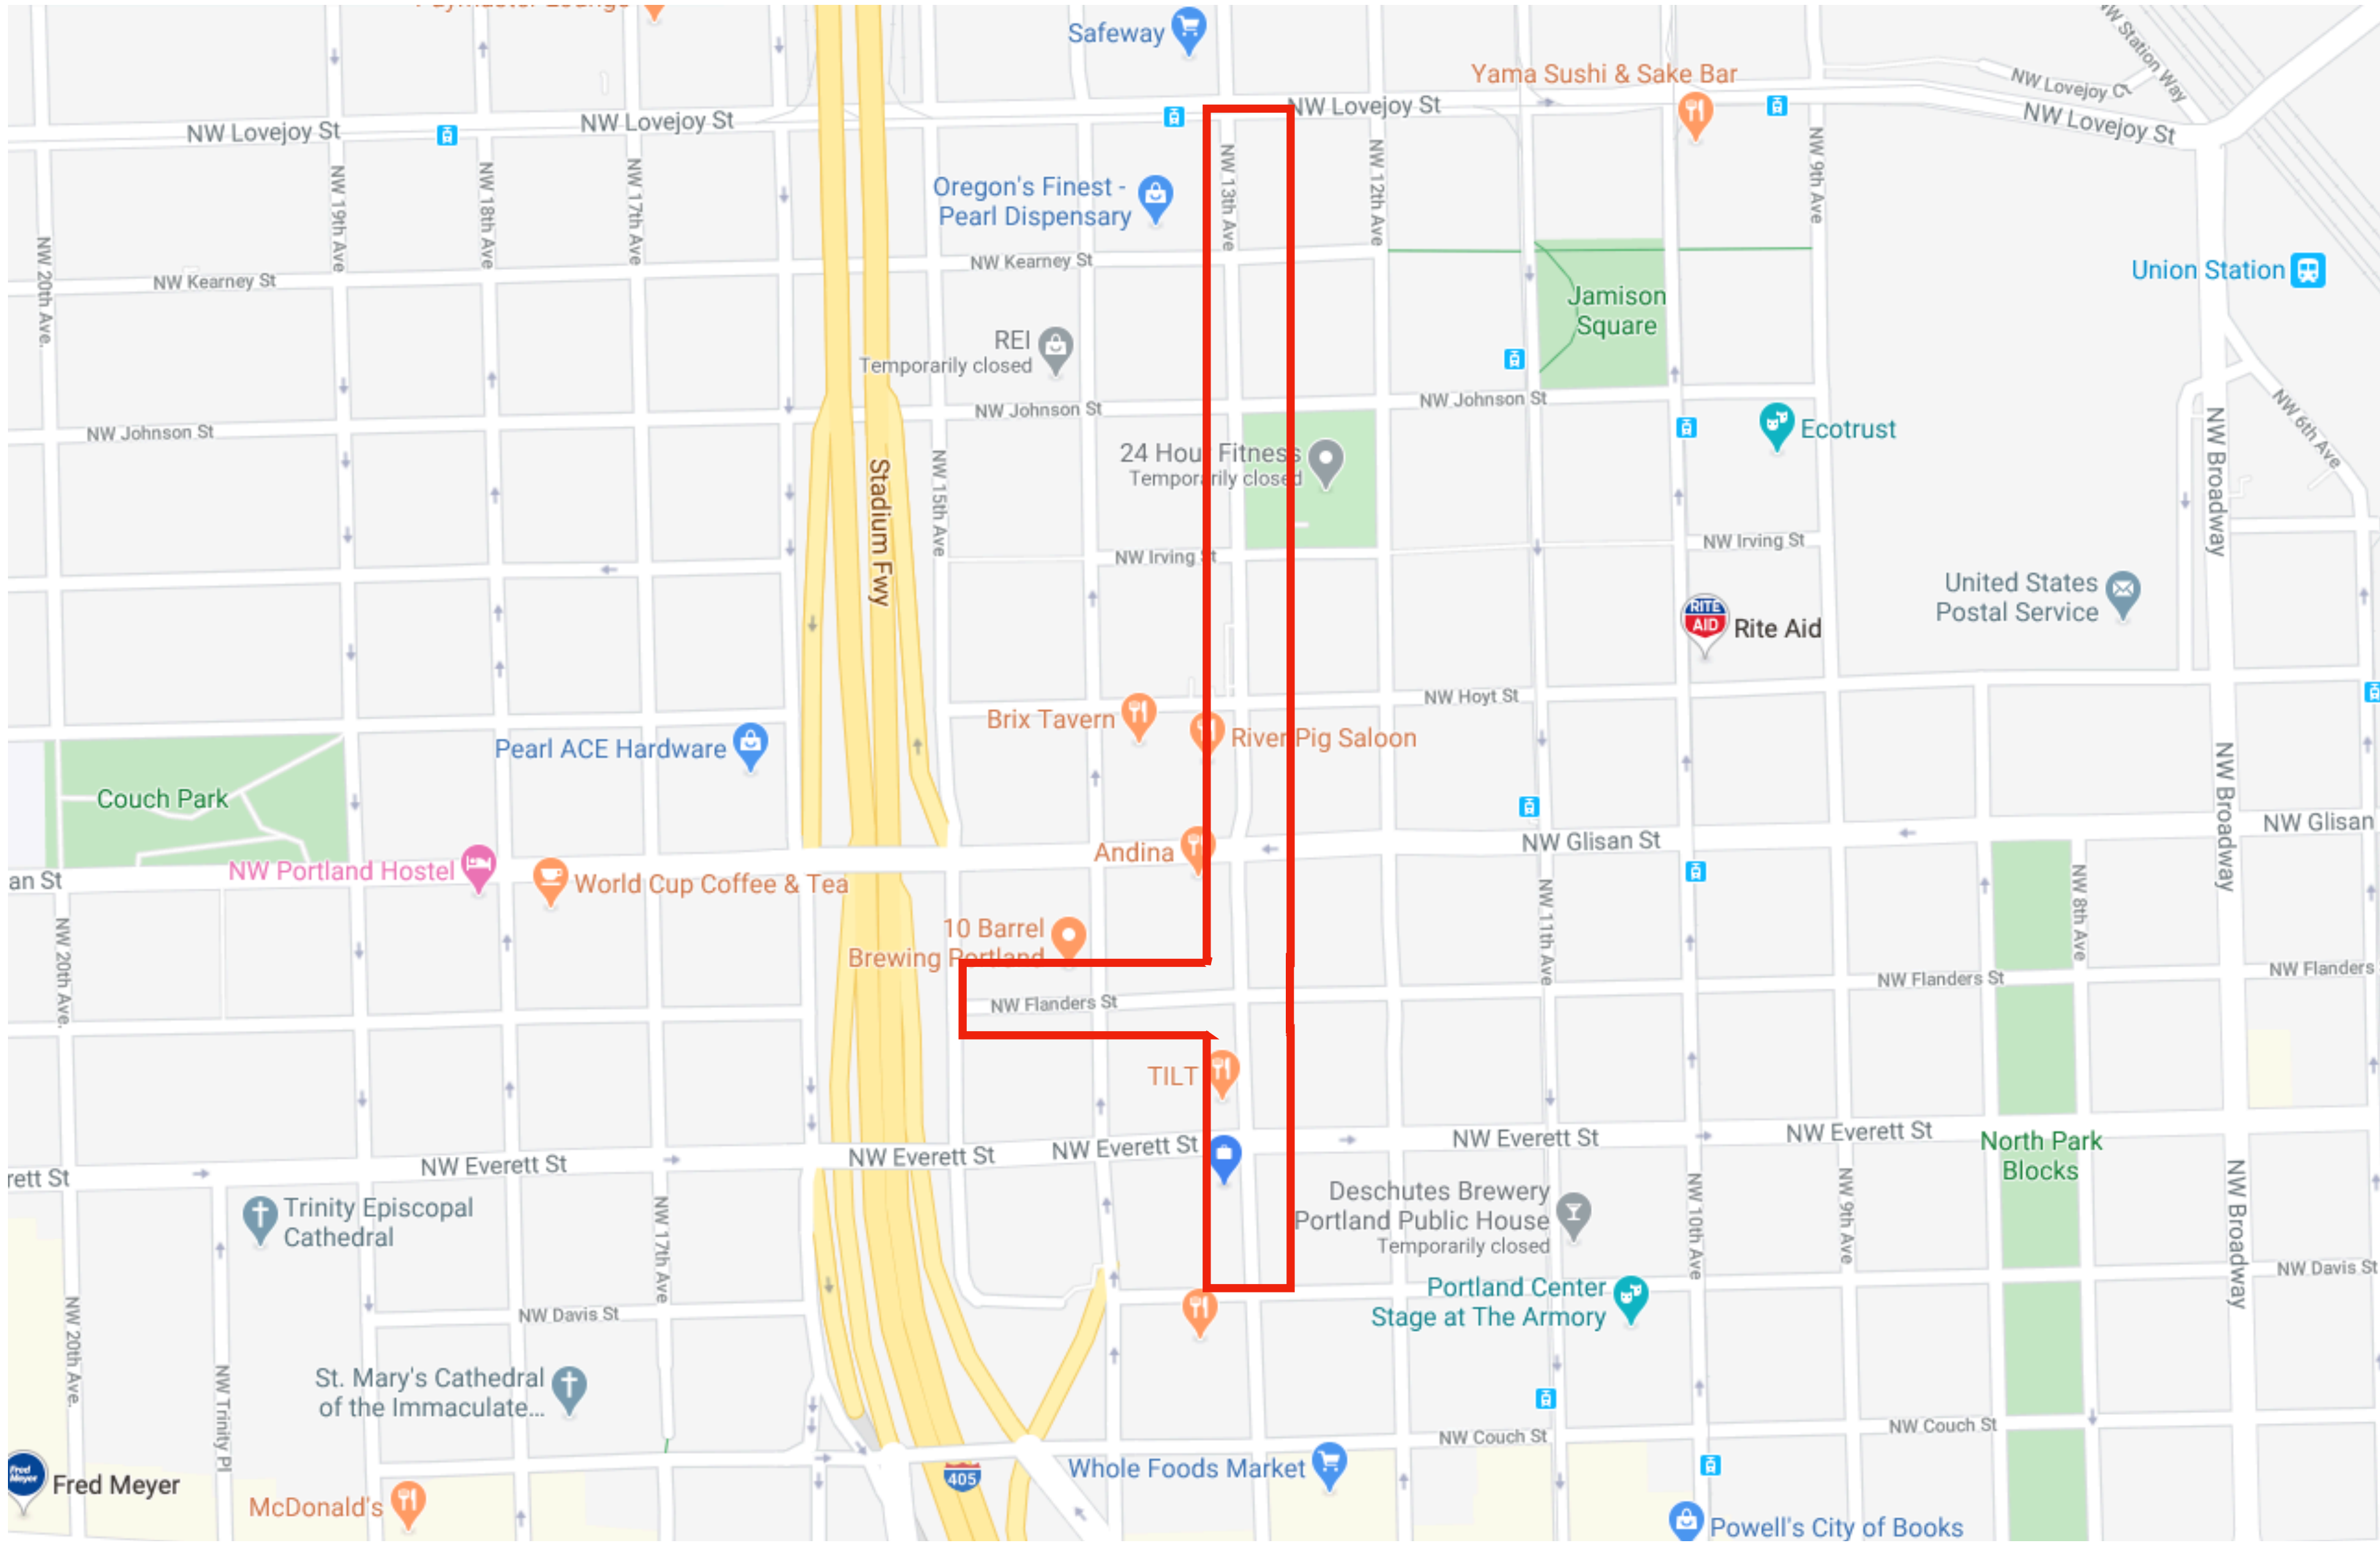 Safeway
Yama Sushi & Sake Bar
NW Station Way
NW Lovejoy
NW Lovejoy St
NW Lovejoy St
NW Lovejoy St
NW Lovejoy St
NW 20th Ave.
NW 19th Ave
NW 18th Ave
NW 17th Ave
NW 13th Ave
NW 12th Ave
NW 9th Ave
Oregon's Finest -
Pearl Dispensary
NW Kearney St
NW Kearney St
Union Station
Jamison
Square
REI
Temporarily closed
NW Johnson St
NW Johnson St
NW Johnson St
NW 6th Ave
NW Broadway
Ecotrust
24 Hour Fitness
Temporarily closed
Stadium Fwy
NW 15th Ave
NW Irving St
NW Irving St
United States
Postal Service
RITE
AID
Rite Aid
NW Hoyt St
Brix Tavern
River Pig Saloon
Pearl ACE Hardware
NW Broadway
Couch Park
NW Glisan St
NW Glisan
Andina
NW Portland Hostel
World Cup Coffee & Tea
an St
NW 20th Ave.
NW 11th Ave
NW 8th Ave
10 Barrel
Brewing Portland
NW Flanders St
NW Flanders St
NW Flanders
TILT
NW Everett St
NW Everett St
NW Everett St
NW Everett St
NW Everett St
rett St
North Park
Blocks
Trinity Episcopal
Cathedral
NW 17th Ave
Deschutes Brewery
Portland Public House
Temporarily closed
NW 10th Ave
NW 9th Ave
NW Broadway
NW Davis St
NW Davis St
Portland Center
Stage at The Armory
NW 20th Ave.
NW Trinity Pl
St. Mary's Cathedral
of the Immaculate...
NW Couch St
NW Couch St
405
Whole Foods Market
Fred
Meyer
Fred Meyer
McDonald's
Powell's City of Books